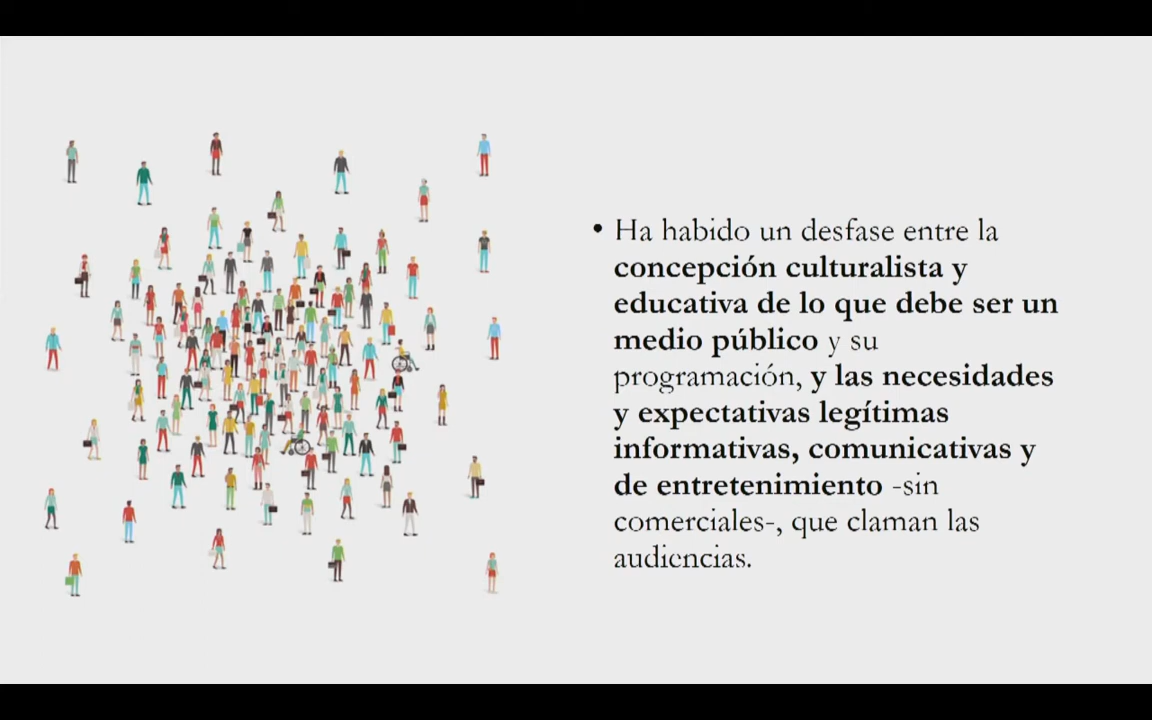 • Ha habido un desfase entre la
concepción culturalista y
educativa de lo que debe ser un
medio público y su
programación, y las necesidades
y expectativas legítimas
informativas, comunicativas y
de entretenimiento -sin
comerciales-, que claman las
audiencias.